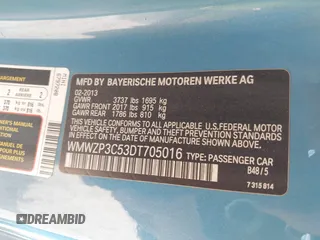 MFD. BY BAYERISCHE MOTOREN WERKE AG
02-2013
GVWR 3737 lbs 1695 kg
GAWR FRONT 2017 lbs 915 kg
GAWR REAR 1786 lbs 810 kg
THIS VEHICLE CONFORMS TO ALL APPLICABLE U.S. FEDERAL MOTOR
VEHICLE SAFETY, BUMPER, AND THEFT PREVENTION STANDARDS
IN EFFECT ON THE DATE OF MANUFACTURE SHOWN ABOVE.
WMWZP3C53DT705016 TYPE: PASSENGER CAR
B48 / 5
7 315 814
DREAMBID